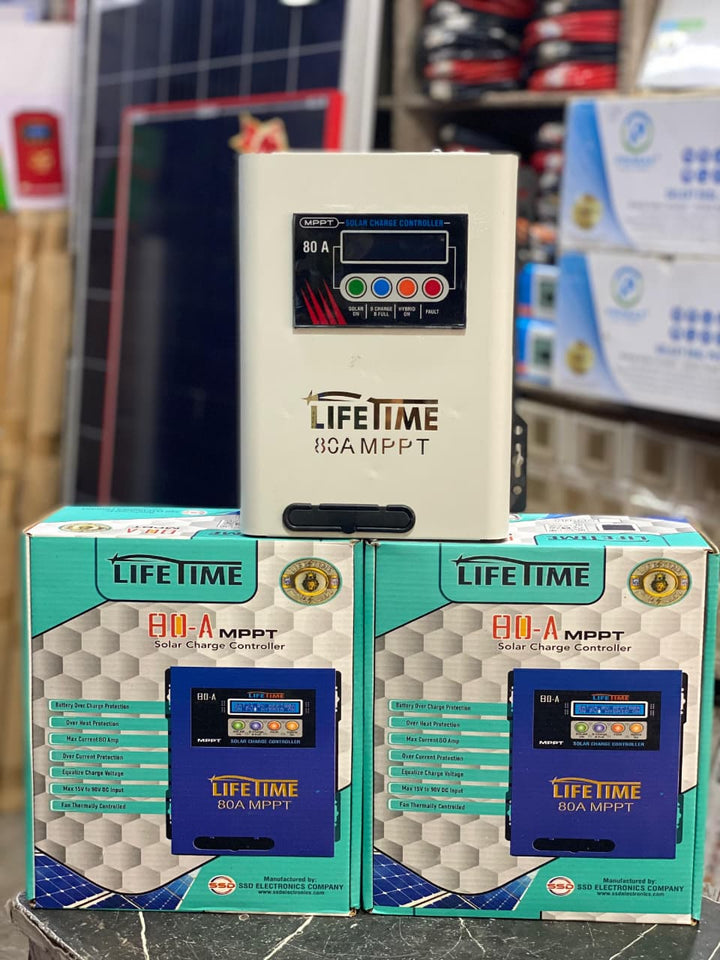 MPPT SOLAR CHARGE CONTROLLER
80 A
SOLAR ON
B CHARGE B FULL
HYBRID ON
FAULT
LIFETIME
80A MPPT
LIFETIME
80-A MPPT
Solar Charge Controller
Battery Over Charge Protection
Over Heat Protection
Max Current 80 Amp
Over Current Protection
Equalize Charge Voltage
Max 15V to 90V DC Input
Fan Thermally Controlled
80-A
LIFETIME
MPPT
SOLAR CHARGE CONTROLLER
LIFETIME
80A MPPT
Manufactured by:
SSD
SSD ELECTRONICS COMPANY
www.ssdelectronics.com
LIFETIME
80-A MPPT
Solar Charge Controller
Battery Over Charge Protection
Over Heat Protection
Max Current 80 Amp
Over Current Protection
Equalize Charge Voltage
Max 15V to 90V DC Input
Fan Thermally Controlled
80-A
LIFETIME
MPPT
SOLAR CHARGE CONTROLLER
LIFETIME
80A MPPT
Manufactured by:
SSD
SSD ELECTRONICS COMPANY
www.ssdelectronics.com